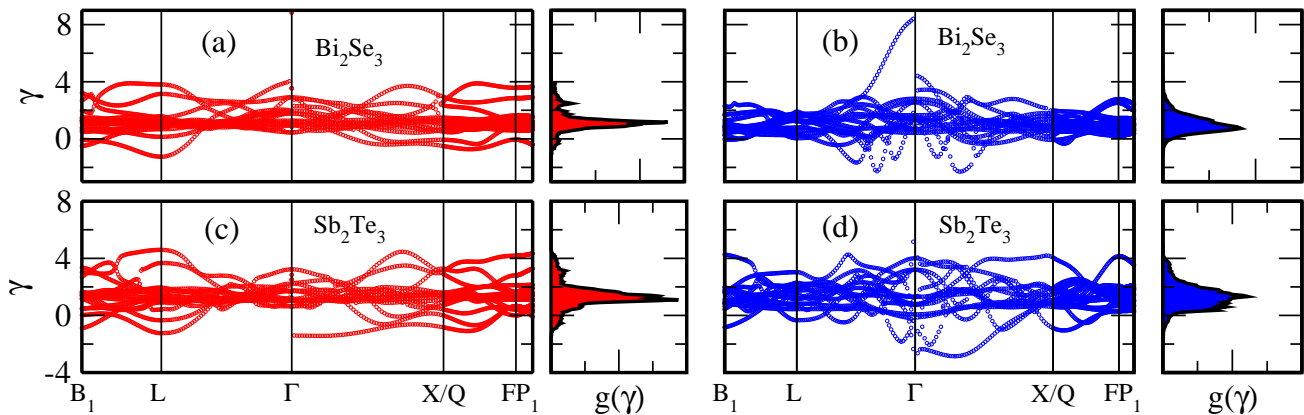 8
(a)
(b)
Bi2Se3
Bi2Se3
4
γ
0
8
(c)
Sb2Te3
(d)
Sb2Te3
4
γ
0
-4
B1 L Γ X/Q FP1 g(γ) B1 L Γ X/Q FP1 g(γ)